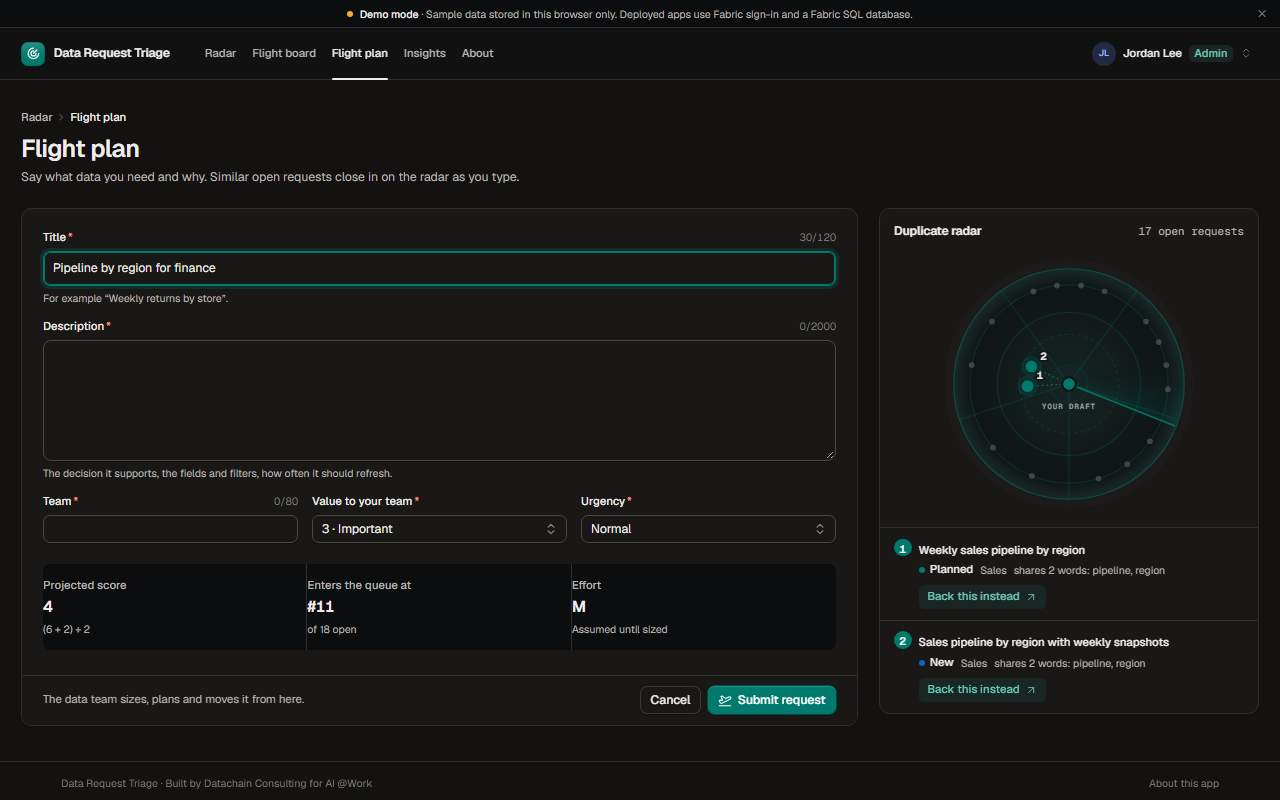 Demo mode · Sample data stored in this browser only. Deployed apps use Fabric sign-in and a Fabric SQL database.
Data Request Triage
Radar
Flight board
Flight plan
Insights
About
JL
Jordan Lee
Admin
Radar
Flight plan
Flight plan
Say what data you need and why. Similar open requests close in on the radar as you type.
Title*
30/120
Pipeline by region for finance
For example “Weekly returns by store”.
Description*
0/2000
The decision it supports, the fields and filters, how often it should refresh.
Team*
0/80
Value to your team*
3 · Important
Urgency*
Normal
Projected score
4
(6 + 2) ÷ 2
Enters the queue at
#11
of 18 open
Effort
M
Assumed until sized
The data team sizes, plans and moves it from here.
Cancel
Submit request
Duplicate radar
17 open requests
2
1
YOUR DRAFT
1
Weekly sales pipeline by region
Planned Sales shares 2 words: pipeline, region
Back this instead
2
Sales pipeline by region with weekly snapshots
New Sales shares 2 words: pipeline, region
Back this instead
Data Request Triage · Built by Datachain Consulting for AI @Work
About this app